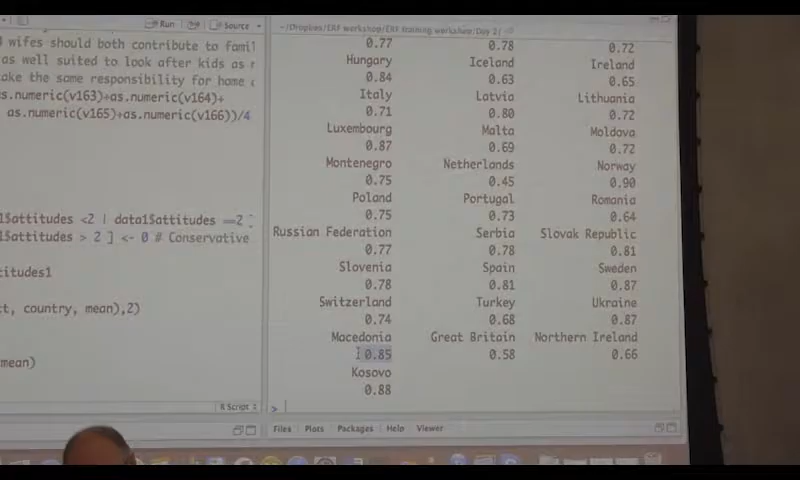 Run Source
~/Dropbox/ERF workshop/ERF training workshop/Day 2/
d wifes should both contribute to famil
as well suited to look after kids as m
take the same responsibility for home
as.numeric(v163)+as.numeric(v164)+
as.numeric(v165)+as.numeric(v166))/4
1$attitudes <2 | data1$attitudes ==2
1$attitudes > 2 ] <- 0 # Conservative
titudes1
ct, country, mean),2)
mean)
R Script
0.77 0.78 0.72
Hungary Iceland Ireland
0.84 0.63 0.65
Italy Latvia Lithuania
0.71 0.80 0.72
Luxembourg Malta Moldova
0.87 0.69 0.72
Montenegro Netherlands Norway
0.75 0.45 0.90
Poland Portugal Romania
0.75 0.73 0.64
Russian Federation Serbia Slovak Republic
0.77 0.78 0.81
Slovenia Spain Sweden
0.78 0.81 0.87
Switzerland Turkey Ukraine
0.74 0.68 0.87
Macedonia Great Britain Northern Ireland
0.85 0.58 0.66
Kosovo
0.88
>
Files Plots Packages Help Viewer